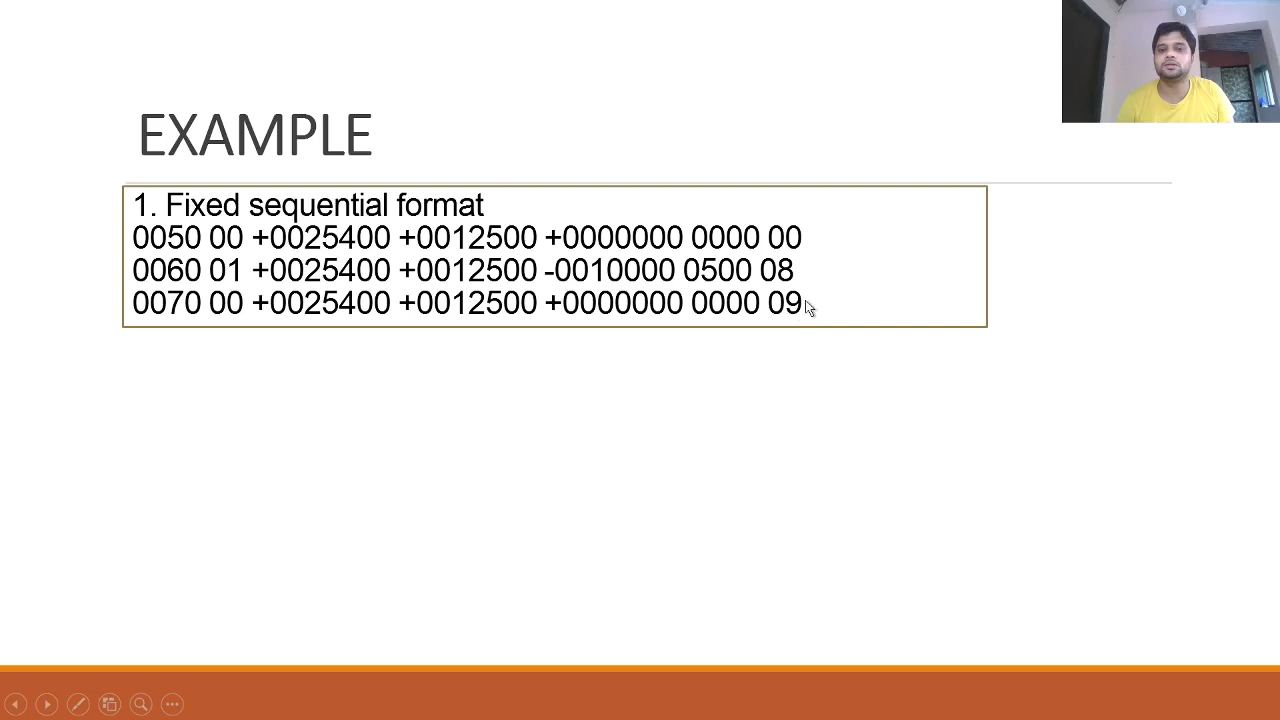 EXAMPLE
1. Fixed sequential format
0050 00 +0025400 +0012500 +0000000 0000 00
0060 01 +0025400 +0012500 -0010000 0500 08
0070 00 +0025400 +0012500 +0000000 0000 09